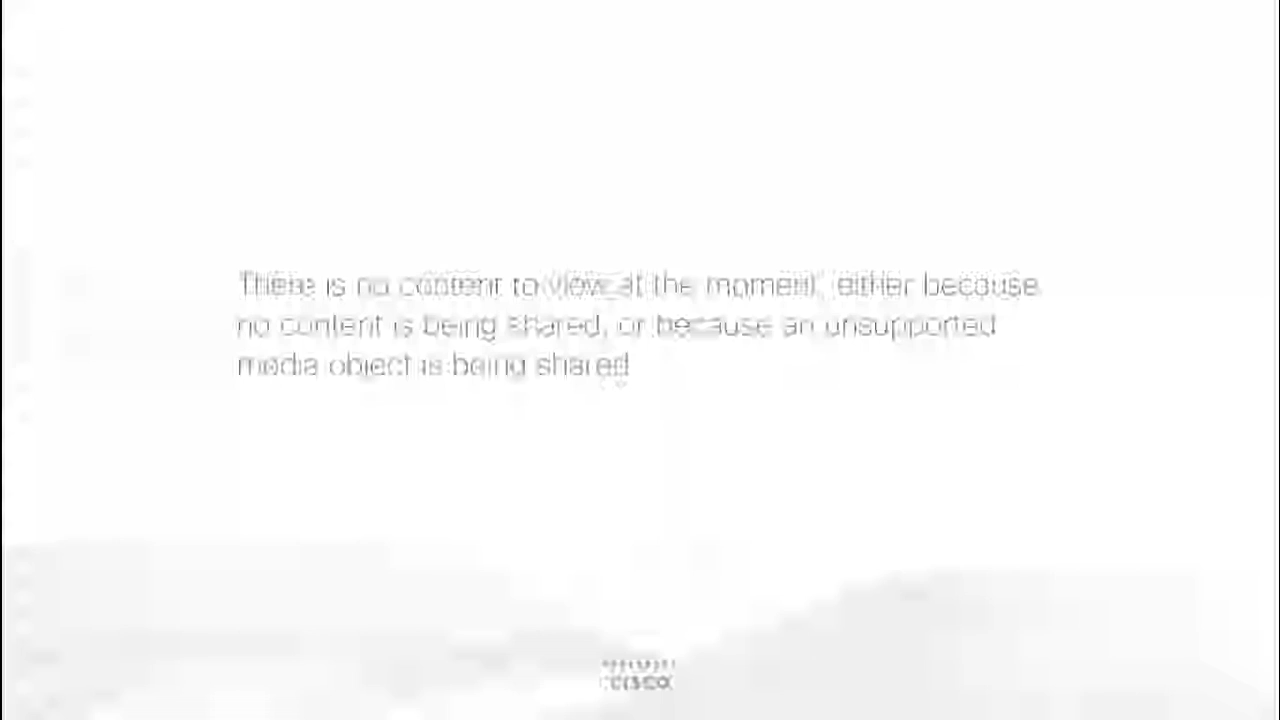 There is no content to view at the moment, either because
no content is being shared, or because an unsupported
media object is being shared
CISCO